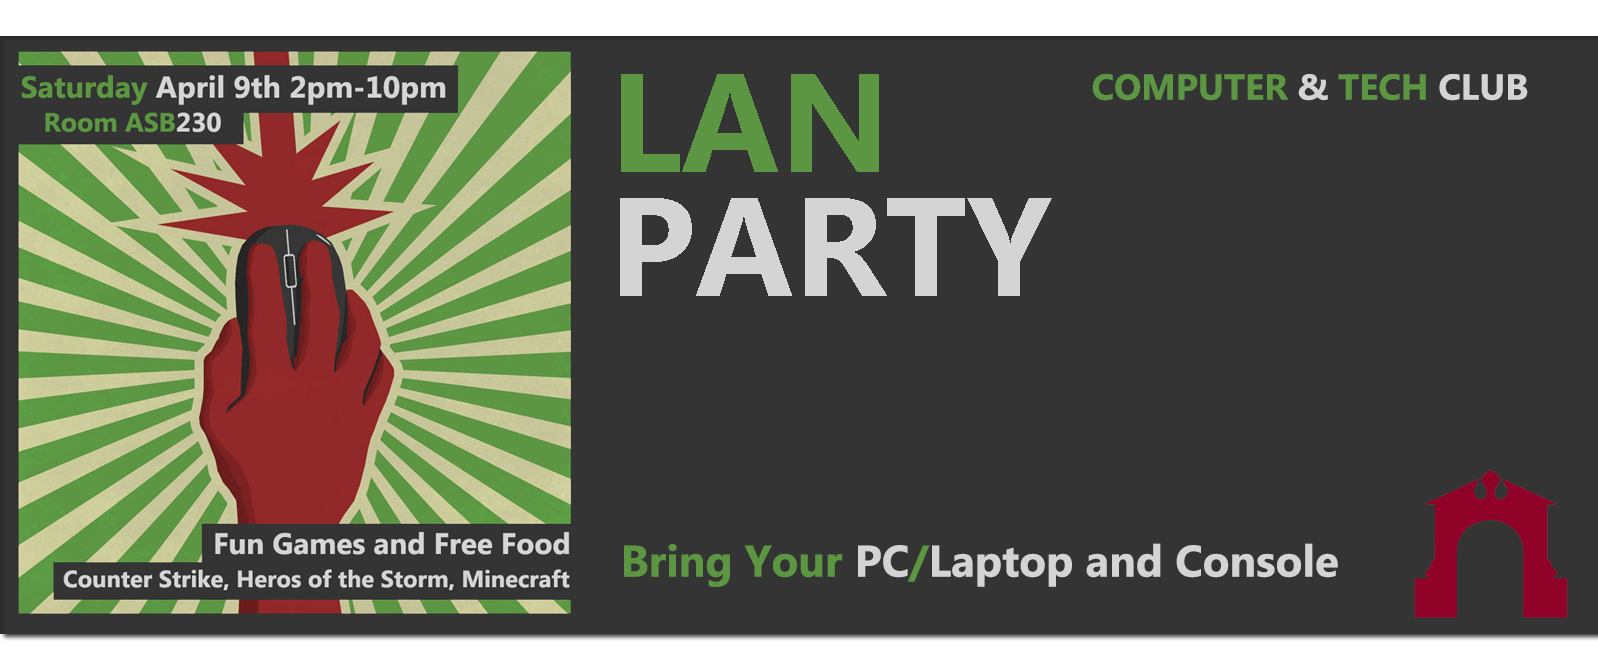 Saturday April 9th 2pm-10pm
Room ASB230
Fun Games and Free Food
Counter Strike, Heros of the Storm, Minecraft
LAN
PARTY
COMPUTER & TECH CLUB
Bring Your PC/Laptop and Console